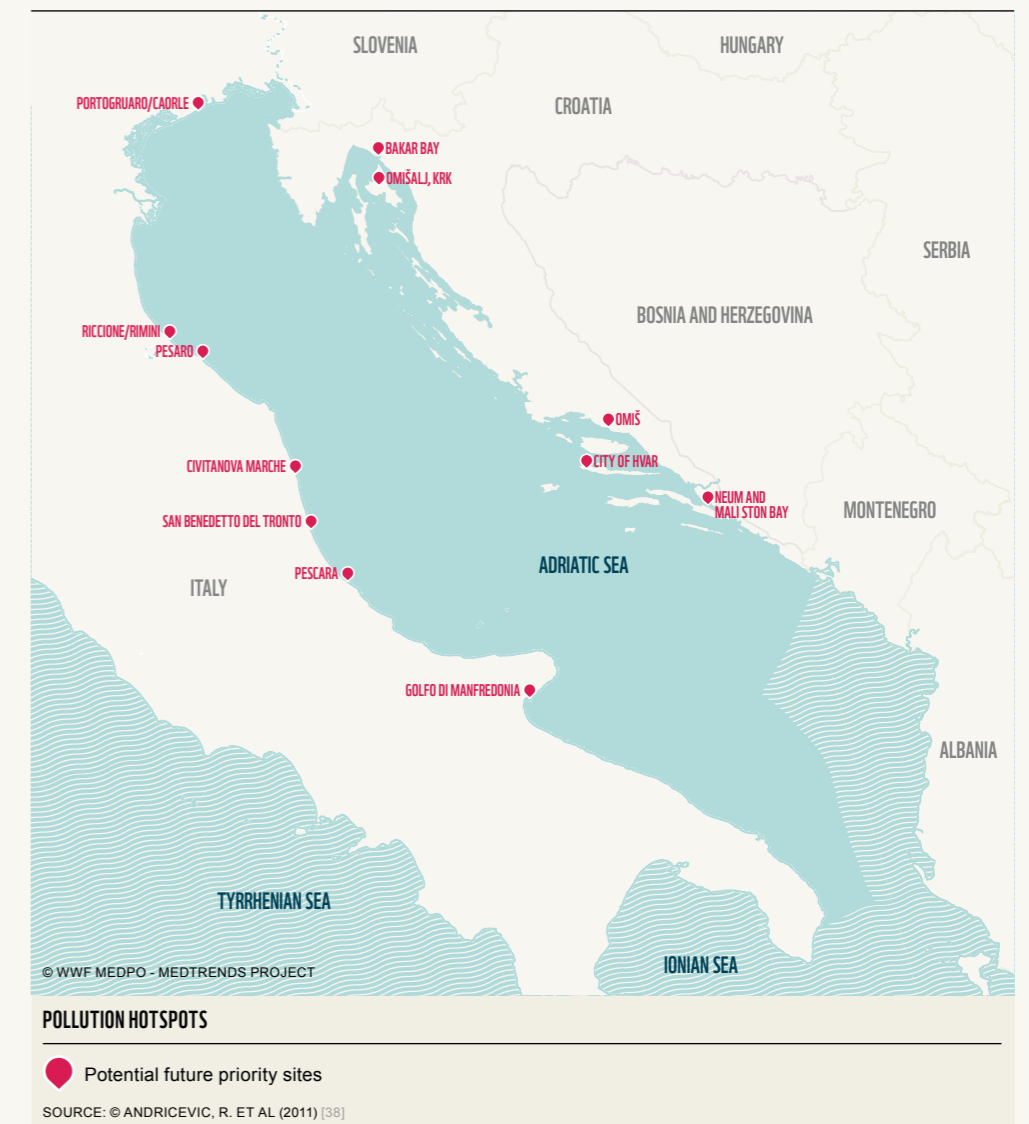 SLOVENIA
HUNGARY
CROATIA
PORTOGRUARO/CAORLE
BAKAR BAY
OMIŠALJ, KRK
SERBIA
BOSNIA AND HERZEGOVINA
RICCIONE/RIMINI
PESARO
OMIŠ
CITY OF HVAR
CIVITANOVA MARCHE
NEUM AND
MALI STON BAY
MONTENEGRO
SAN BENEDETTO DEL TRONTO
ADRIATIC SEA
PESCARA
ITALY
GOLFO DI MANFREDONIA
ALBANIA
TYRRHENIAN SEA
IONIAN SEA
© WWF MEDPO - MEDTRENDS PROJECT
POLLUTION HOTSPOTS
Potential future priority sites
SOURCE: © ANDRICEVIC, R. ET AL (2011) [38]